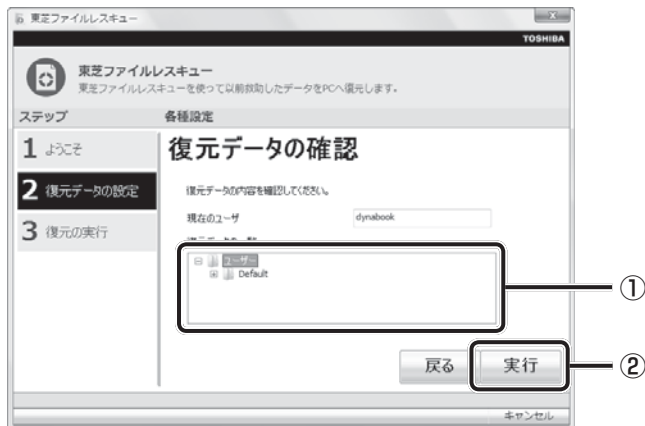 東芝ファイルレスキュー
TOSHIBA
東芝ファイルレスキュー
東芝ファイルレスキューを使って以前救助したデータをPCへ復元します。
ステップ
各種設定
1 ようこそ
2 復元データの設定
3 復元の実行
復元データの確認
復元データの内容を確認してください。
現在のユーザ
dynabook
ユーザー
Default
①
戻る
実行
②
キャンセル